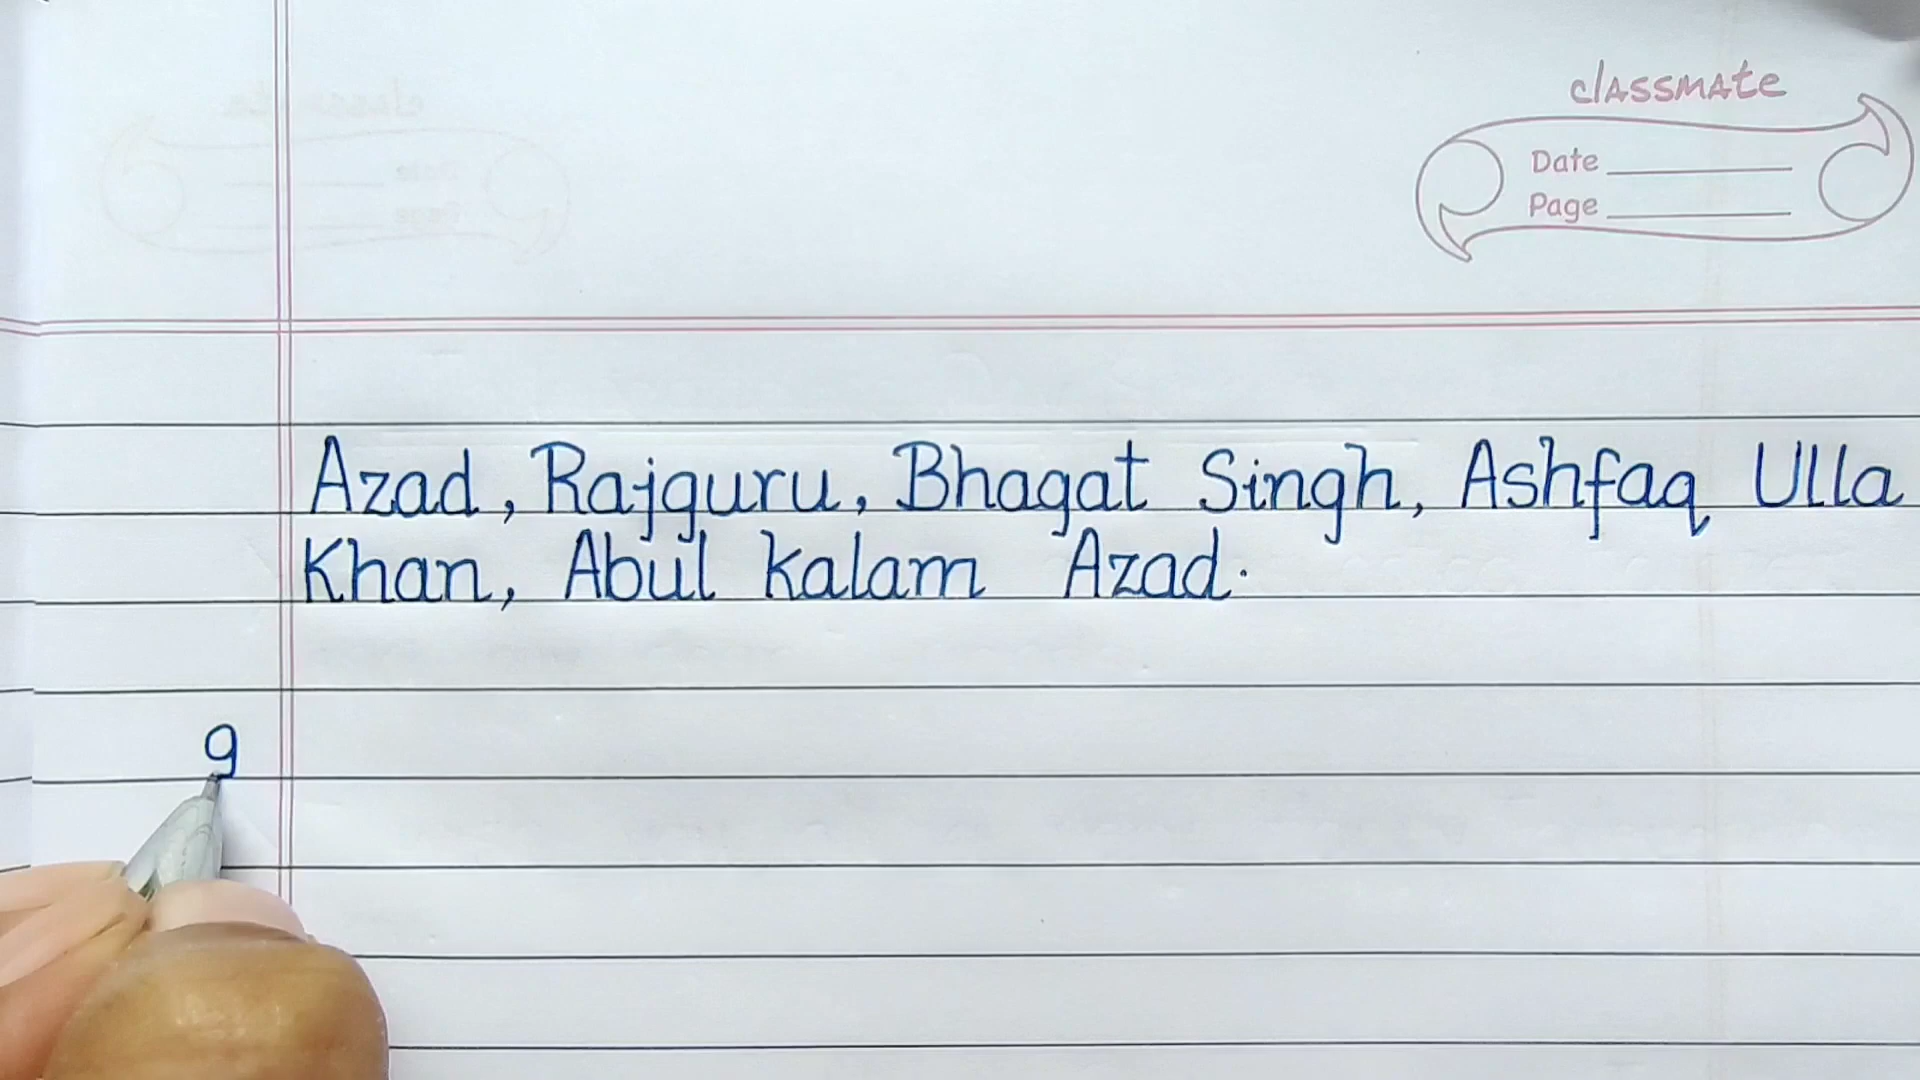 classmate
Date
Page
Azad, Rajguru, Bhagat Singh, Ashfaq Ulla
Khan, Abul Kalam Azad.
9